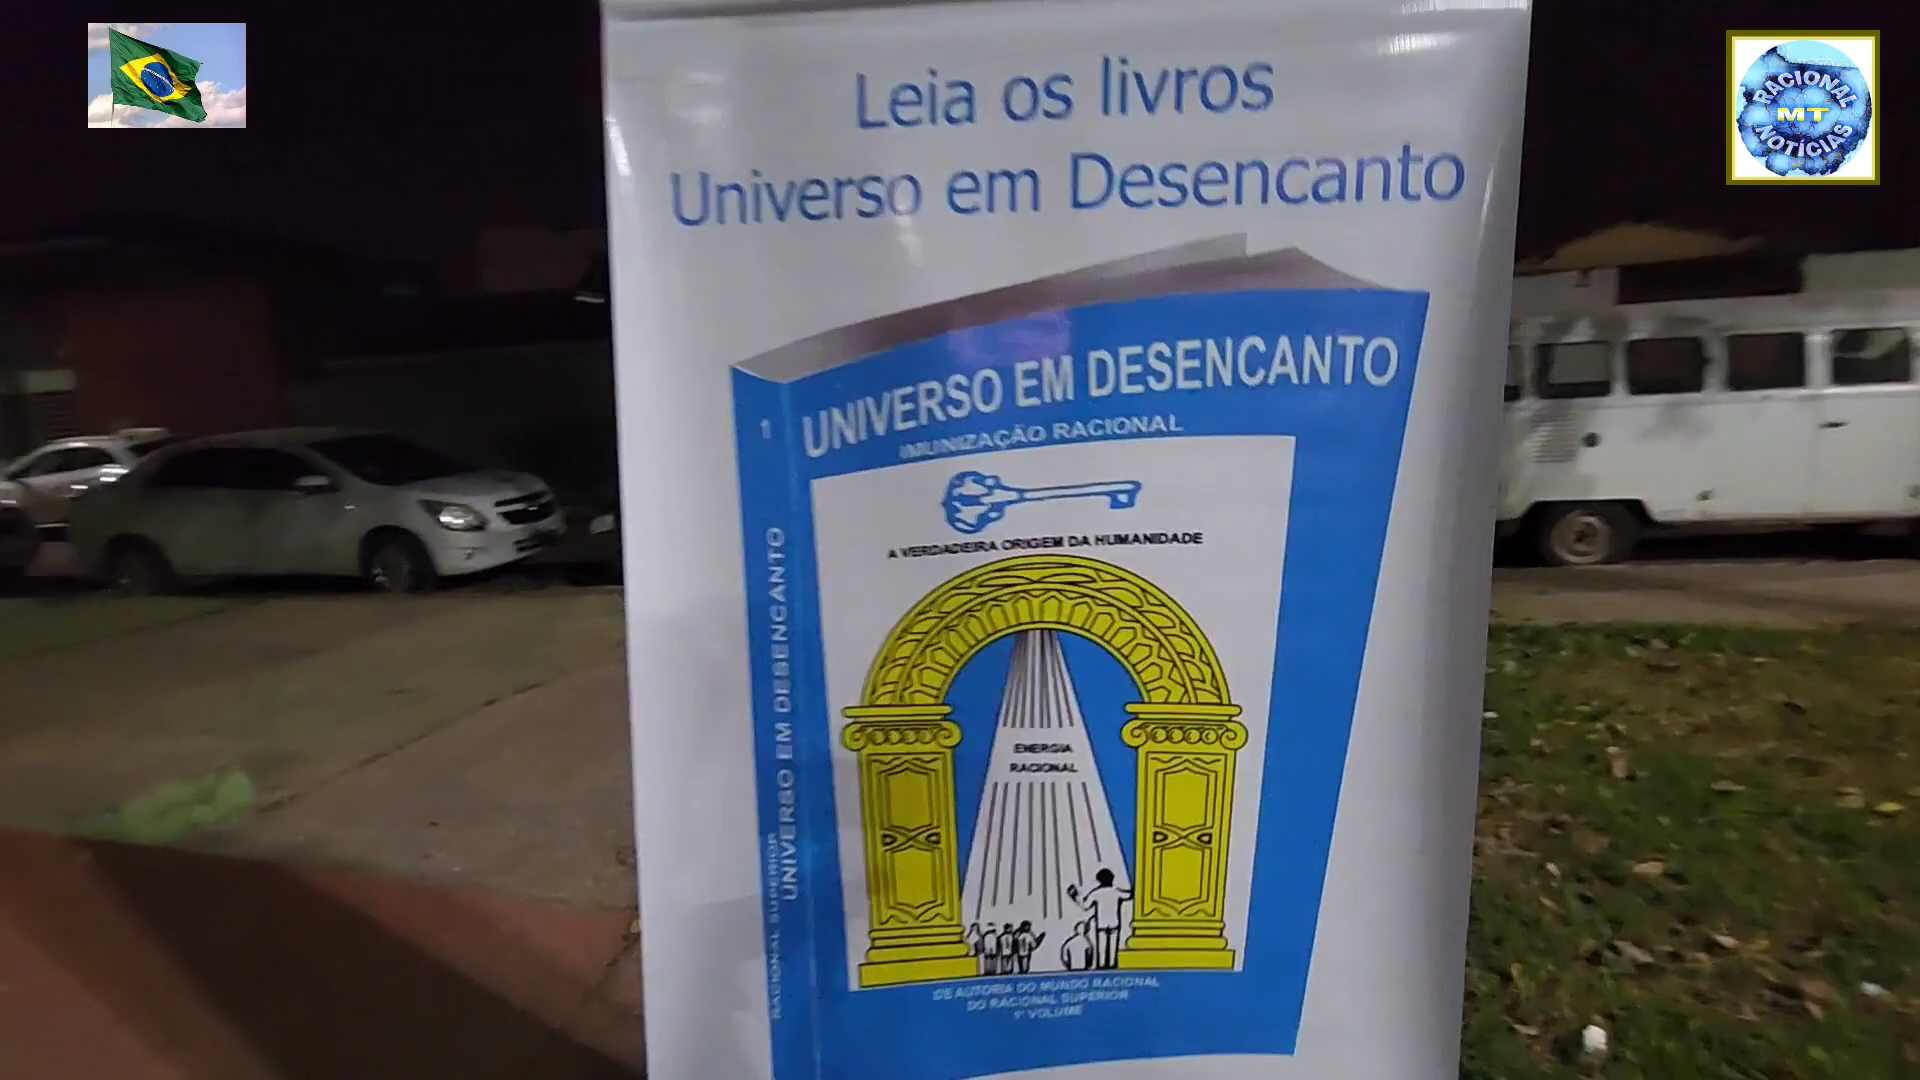 Leia os livros
Universo em Desencanto
UNIVERSO EM DESENCANTO
IMUNIZAÇÃO RACIONAL
A VERDADEIRA ORIGEM DA HUMANIDADE
ENERGIA
RACIONAL
DE AUTORIA DO MUNDO RACIONAL
DO RACIONAL SUPERIOR
1º VOLUME
1
UNIVERSO EM DESENCANTO
RACIONAL SUPERIOR
RACIONAL
MT
NOTÍCIAS